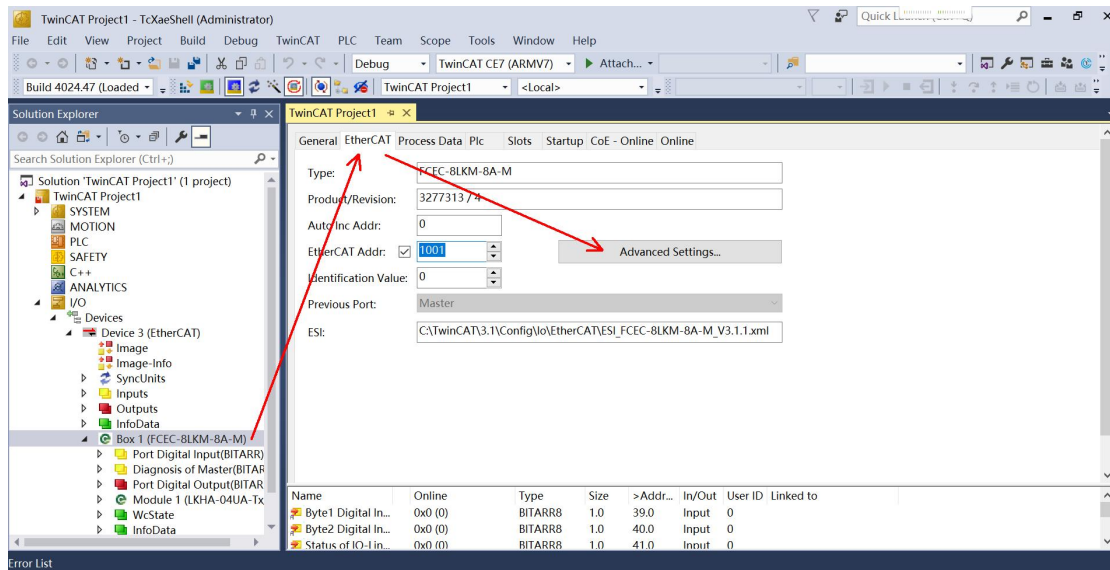 TwinCAT Project1 - TcXaeShell (Administrator)
File Edit View Project Build Debug TwinCAT PLC Team Scope Tools Window Help
Debug TwinCAT CE7 (ARMV7) Attach...
Build 4024.47 (Loaded TwinCAT Project1 <Local>
Solution Explorer
Search Solution Explorer (Ctrl+;)
Solution 'TwinCAT Project1' (1 project)
TwinCAT Project1
SYSTEM
MOTION
PLC
SAFETY
C++
ANALYTICS
I/O
Devices
Device 3 (EtherCAT)
Image
Image-Info
SyncUnits
Inputs
Outputs
InfoData
Box 1 (FCEC-8LKM-8A-M)
Port Digital Input(BITARR)
Diagnosis of Master(BITAR
Port Digital Output(BITAR
Module 1 (LKHA-04UA-Tx
WcState
InfoData
TwinCAT Project1
General EtherCAT Process Data Plc Slots Startup CoE - Online Online
Type: FCEC-8LKM-8A-M
Product/Revision: 3277313 / 4
Auto Inc Addr: 0
EtherCAT Addr: 1001 Advanced Settings...
Identification Value: 0
Previous Port: Master
ESI: C:\TwinCAT\3.1\Config\Io\EtherCAT\ESI_FCEC-8LKM-8A-M_V3.1.1.xml
Name Online Type Size >Addr... In/Out User ID Linked to
Byte1 Digital In... 0x0 (0) BITARR8 1.0 39.0 Input 0
Byte2 Digital In... 0x0 (0) BITARR8 1.0 40.0 Input 0
Status of IO-Lin... 0x0 (0) BITARR8 1.0 41.0 Input 0
Error List